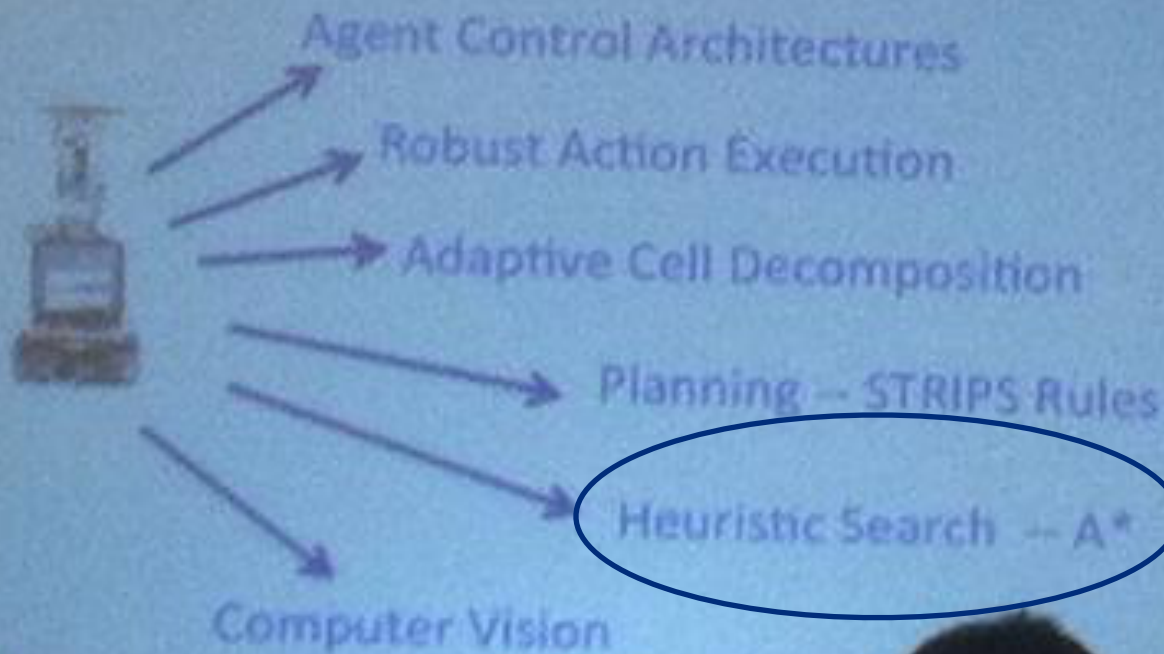 Agent Control Architectures
Robust Action Execution
Adaptive Cell Decomposition
Planning -- STRIPS Rules
Heuristic Search -- A*
Computer Vision